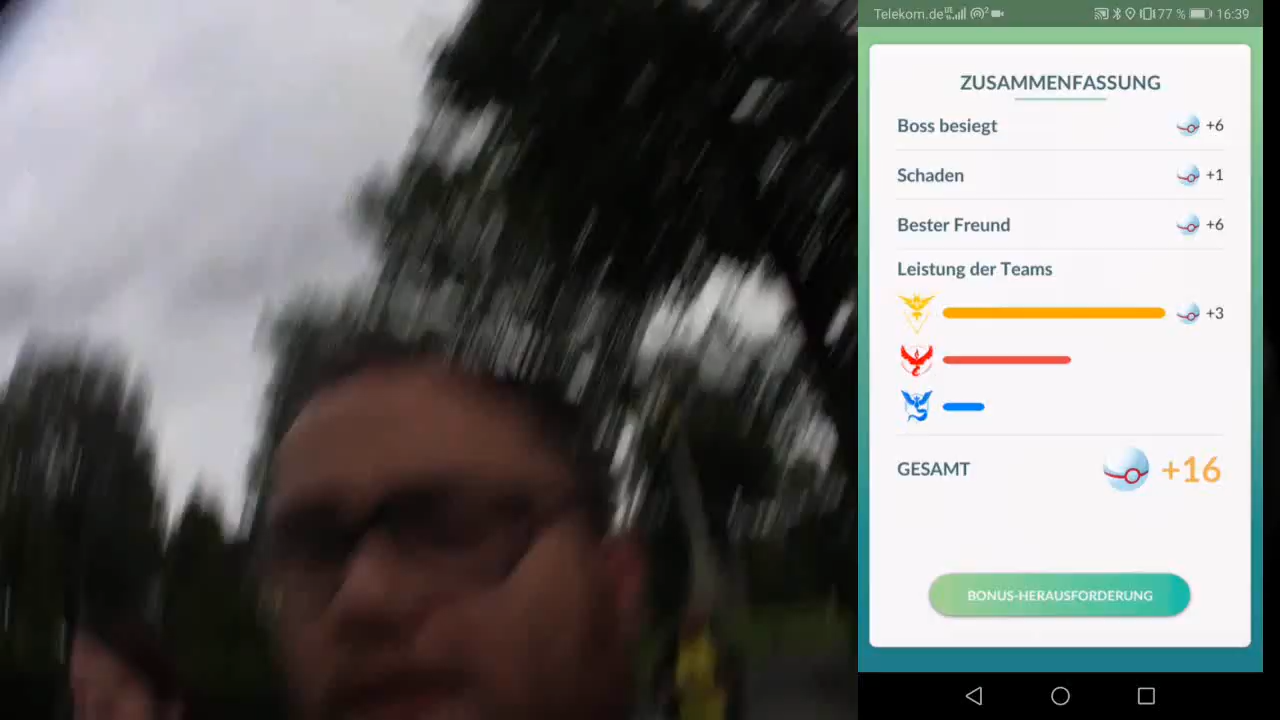 Telekom.de 77 % 16:39
ZUSAMMENFASSUNG
Boss besiegt +6
Schaden +1
Bester Freund +6
Leistung der Teams
+3
GESAMT +16
BONUS-HERAUSFORDERUNG